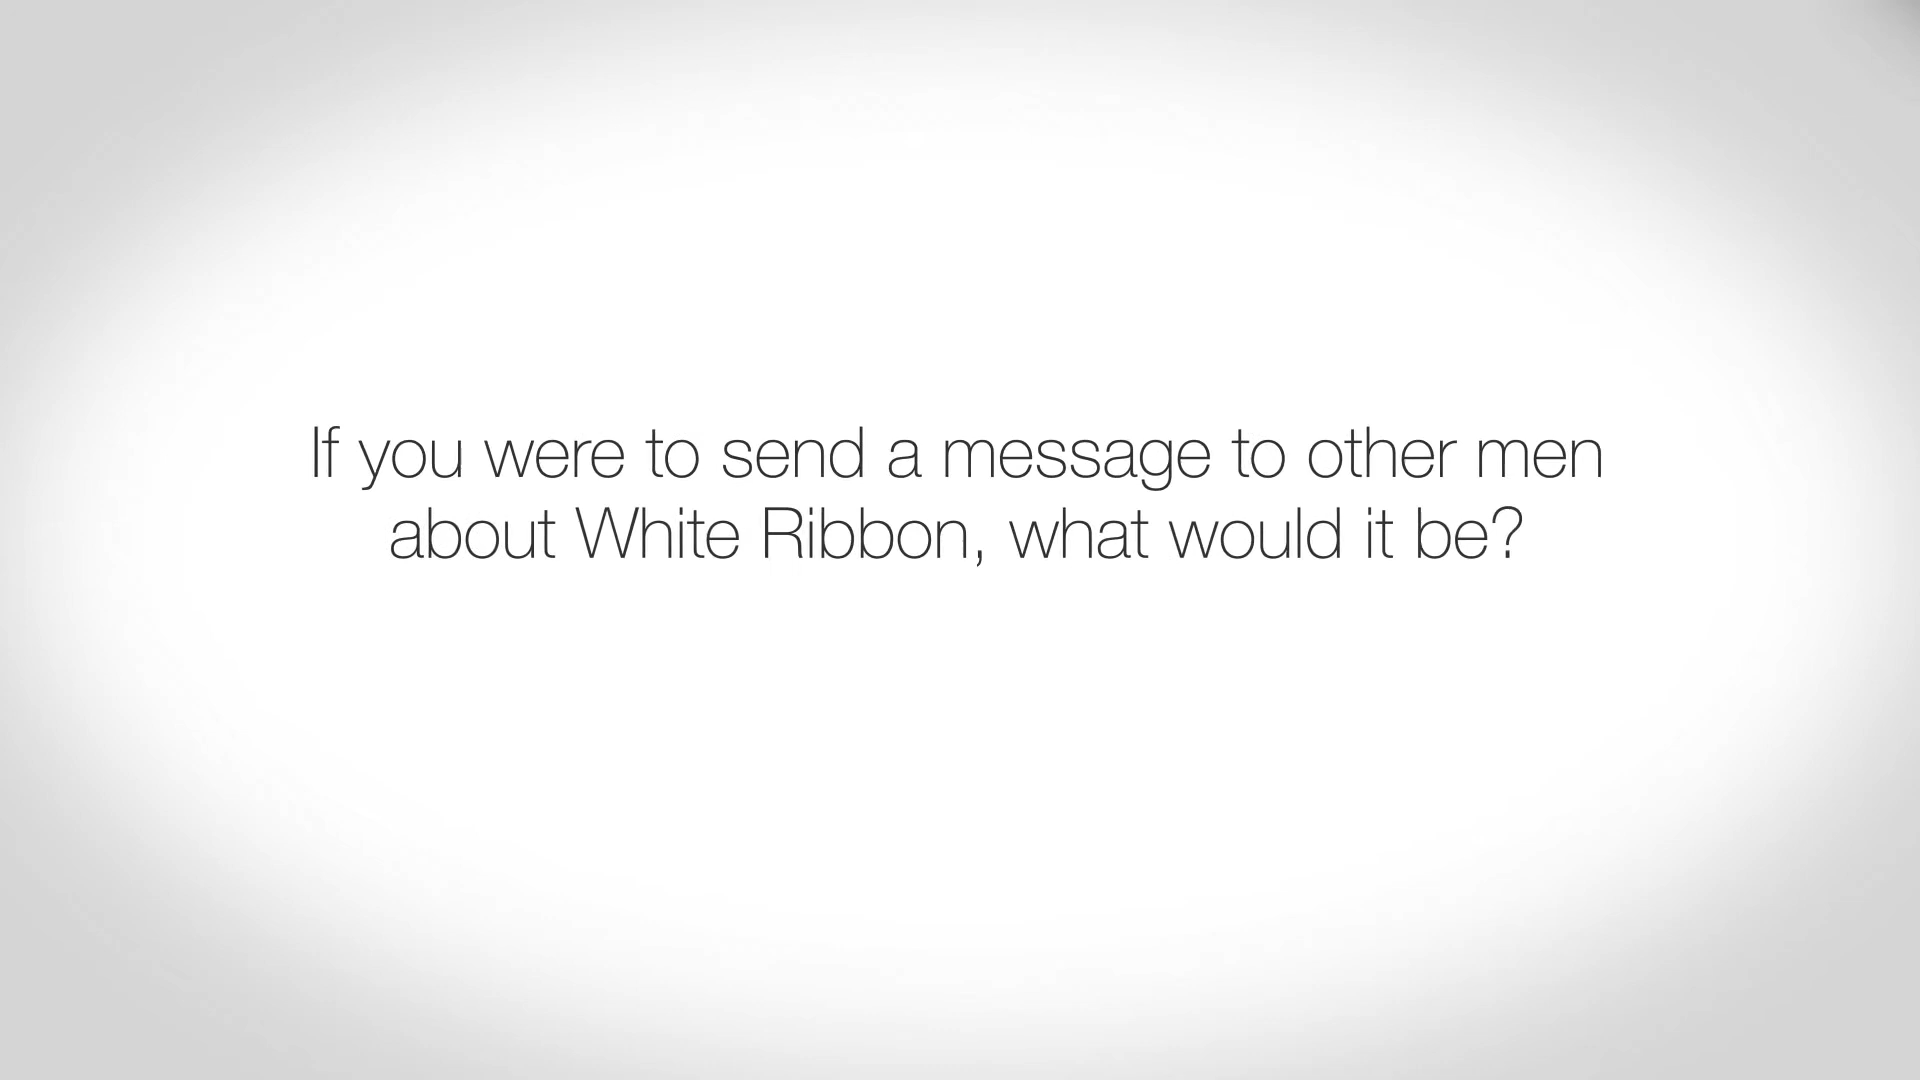 If you were to send a message to other men
about White Ribbon, what would it be?